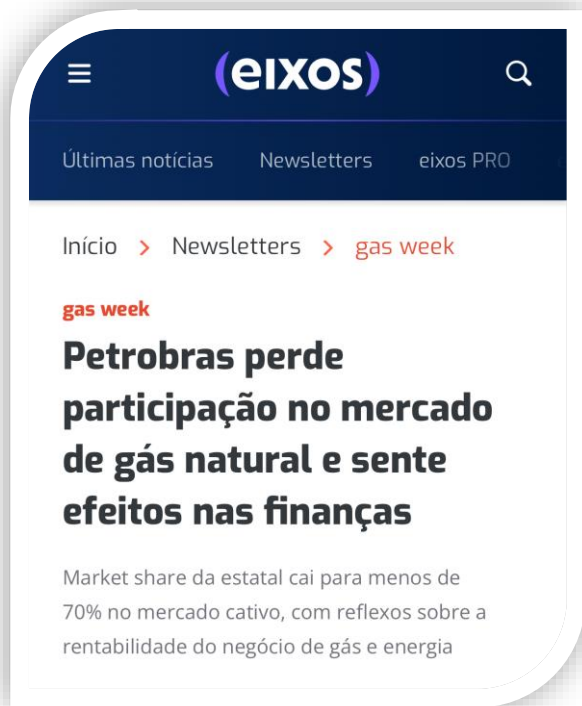 (eixos)
Últimas notícias Newsletters eixos PRO
Início > Newsletters > gas week
gas week
Petrobras perde
participação no mercado
de gás natural e sente
efeitos nas finanças
Market share da estatal cai para menos de
70% no mercado cativo, com reflexos sobre a
rentabilidade do negócio de gás e energia